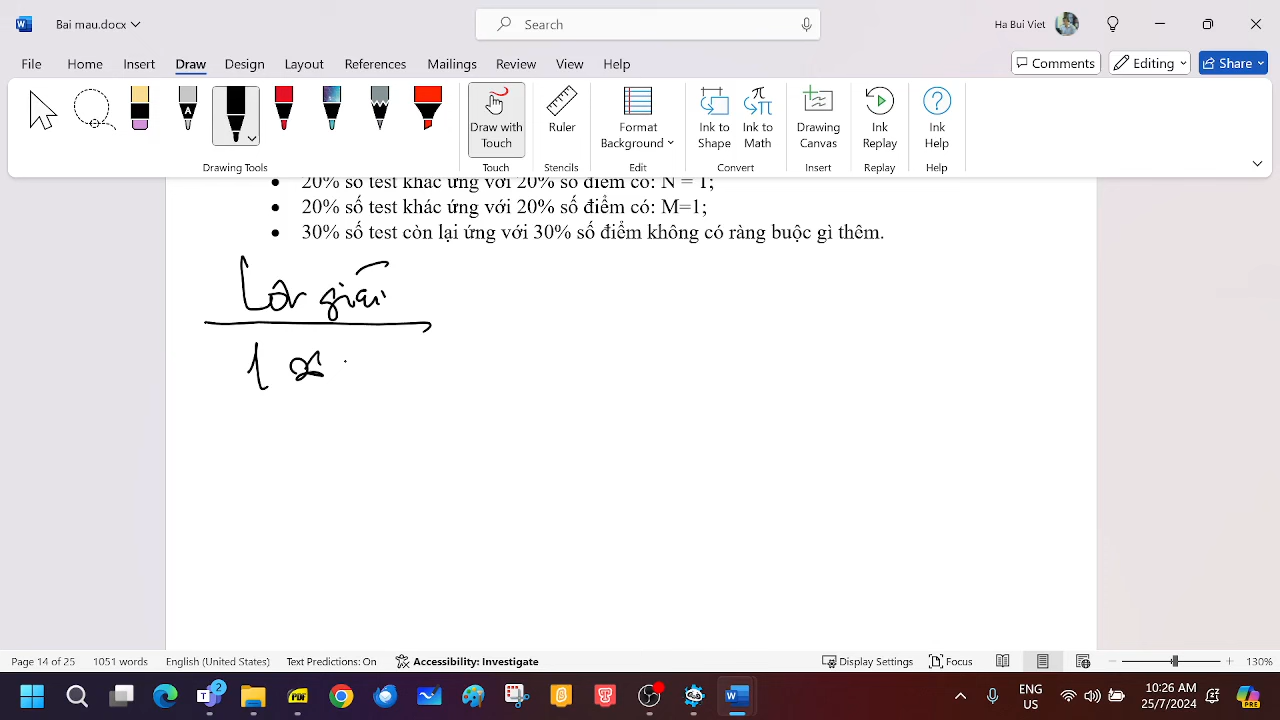 Bai mau.docx
Search
Ha Bui Viet
File Home Insert Draw Design Layout References Mailings Review View Help
Comments Editing Share
Draw with Touch
Ruler
Format Background
Ink to Shape
Ink to Math
Drawing Canvas
Ink Replay
Ink Help
Drawing Tools Touch Stencils Edit Convert Insert Replay Help
20% số test khác ứng với 20% số điểm có: N = 1;
20% số test khác ứng với 20% số điểm có: M=1;
30% số test còn lại ứng với 30% số điểm không có ràng buộc gì thêm.
Lời giải
1
Page 14 of 25 1051 words English (United States) Text Predictions: On Accessibility: Investigate Display Settings Focus 130%
2 PDF ENG US 10:26 AM 25/7/2024 PRE